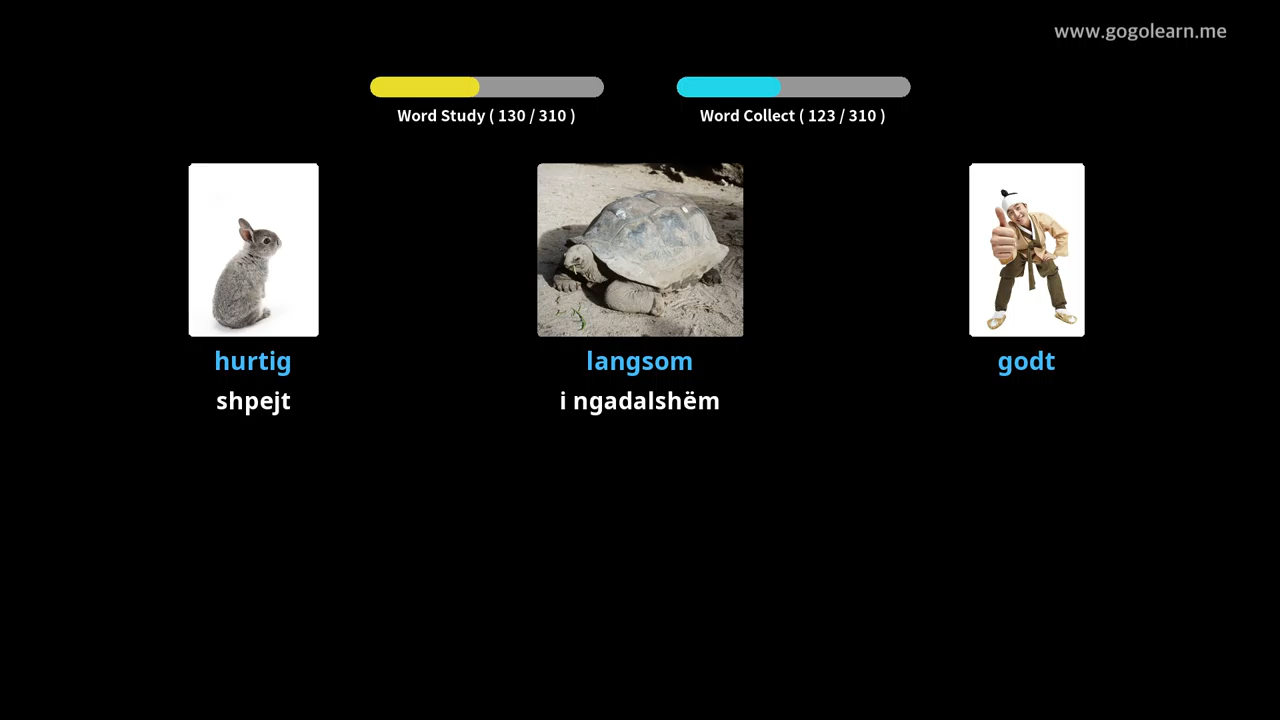 www.gogolearn.me
Word Study ( 130 / 310 )
Word Collect ( 123 / 310 )
hurtig
langsom
godt
shpejt
i ngadalshëm